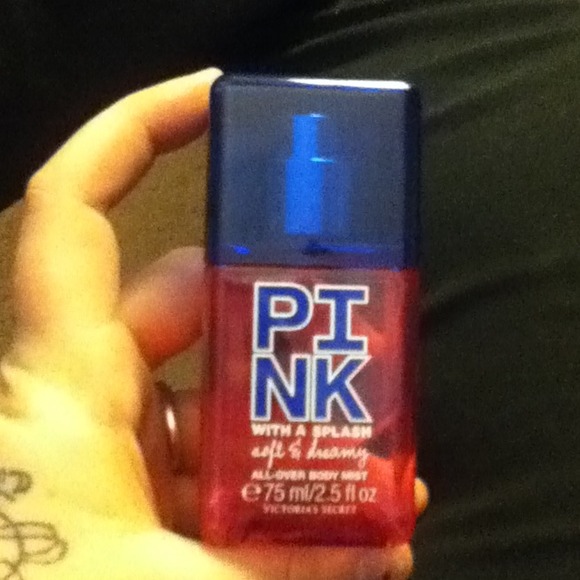 PI
NK
WITH A SPLASH
soft & dreamy
ALL-OVER BODY MIST
℮ 75 ml/2.5 fl oz
VICTORIA'S SECRET